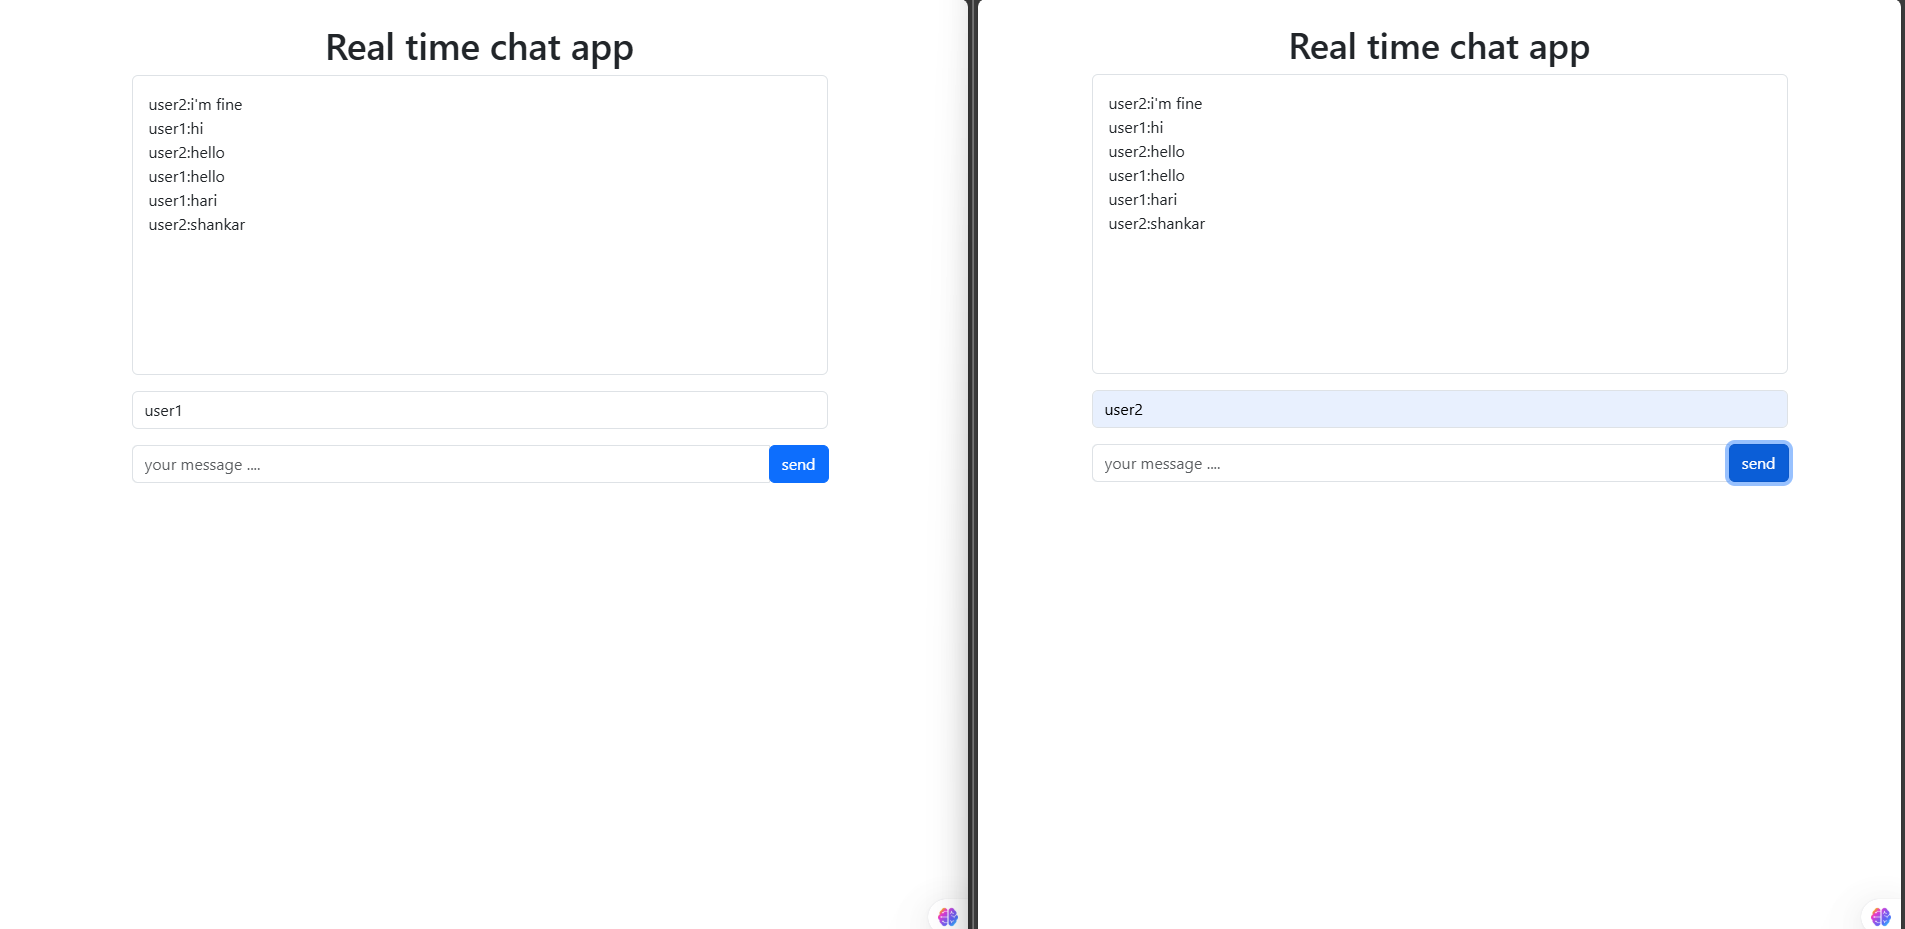 Real time chat app
user2:i'm fine
user1:hi
user2:hello
user1:hello
user1:hari
user2:shankar
user1
your message ....
send
Real time chat app
user2:i'm fine
user1:hi
user2:hello
user1:hello
user1:hari
user2:shankar
user2
your message ....
send